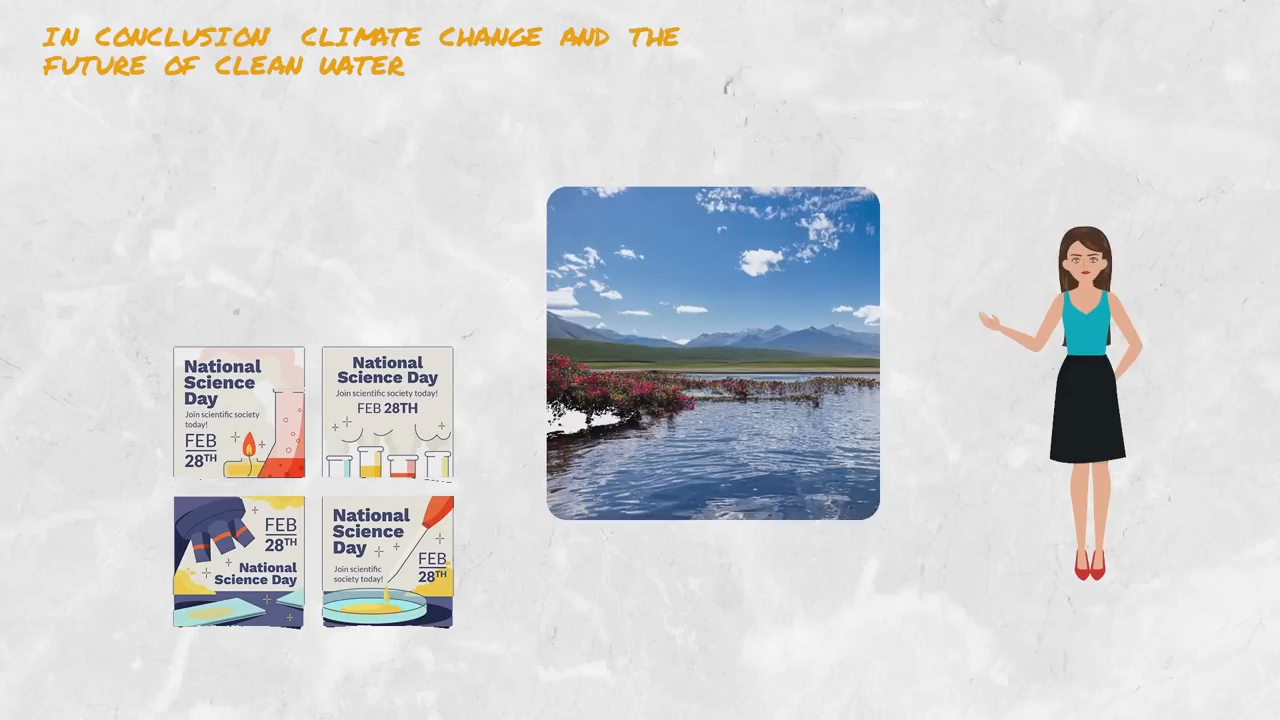 IN CONCLUSION CLIMATE CHANGE AND THE
FUTURE OF CLEAN WATER
National
Science
Day
Join scientific society
today!
FEB
28TH
National
Science Day
Join scientific society today!
FEB 28TH
FEB
28TH
National
Science Day
National
Science
Day
Join scientific
society today!
FEB
28TH